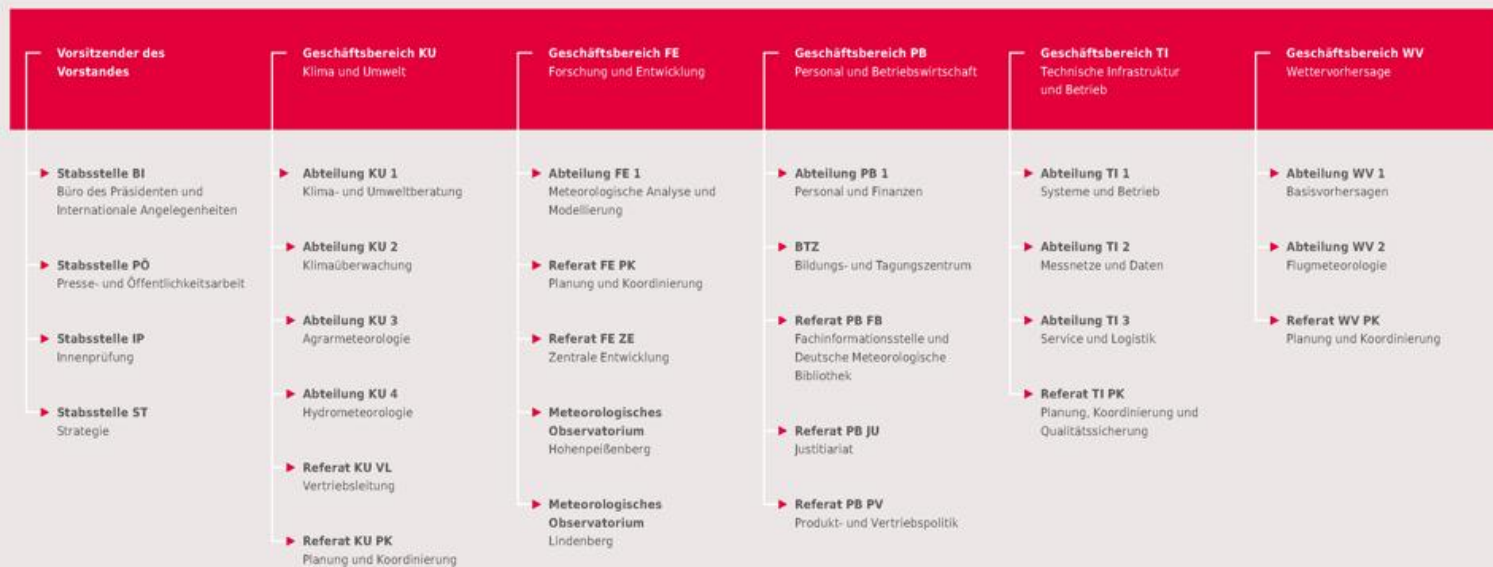 Vorsitzender des
Vorstandes
Stabsstelle BI
Büro des Präsidenten und
Internationale Angelegenheiten
Stabsstelle PÖ
Presse- und Öffentlichkeitsarbeit
Stabsstelle IP
Innenprüfung
Stabsstelle ST
Strategie
Geschäftsbereich KU
Klima und Umwelt
Abteilung KU 1
Klima- und Umweltberatung
Abteilung KU 2
Klimaüberwachung
Abteilung KU 3
Agrarmeteorologie
Abteilung KU 4
Hydrometeorologie
Referat KU VL
Vertriebsleitung
Referat KU PK
Planung und Koordinierung
Geschäftsbereich FE
Forschung und Entwicklung
Abteilung FE 1
Meteorologische Analyse und
Modellierung
Referat FE PK
Planung und Koordinierung
Referat FE ZE
Zentrale Entwicklung
Meteorologisches
Observatorium
Hohenpeißenberg
Meteorologisches
Observatorium
Lindenberg
Geschäftsbereich PB
Personal und Betriebswirtschaft
Abteilung PB 1
Personal und Finanzen
BTZ
Bildungs- und Tagungszentrum
Referat PB FB
Fachinformationsstelle und
Deutsche Meteorologische
Bibliothek
Referat PB JU
Justitiariat
Referat PB PV
Produkt- und Vertriebspolitik
Geschäftsbereich TI
Technische Infrastruktur
und Betrieb
Abteilung TI 1
Systeme und Betrieb
Abteilung TI 2
Messnetze und Daten
Abteilung TI 3
Service und Logistik
Referat TI PK
Planung, Koordinierung und
Qualitätssicherung
Geschäftsbereich WV
Wettervorhersage
Abteilung WV 1
Basisvorhersagen
Abteilung WV 2
Flugmeteorologie
Referat WV PK
Planung und Koordinierung